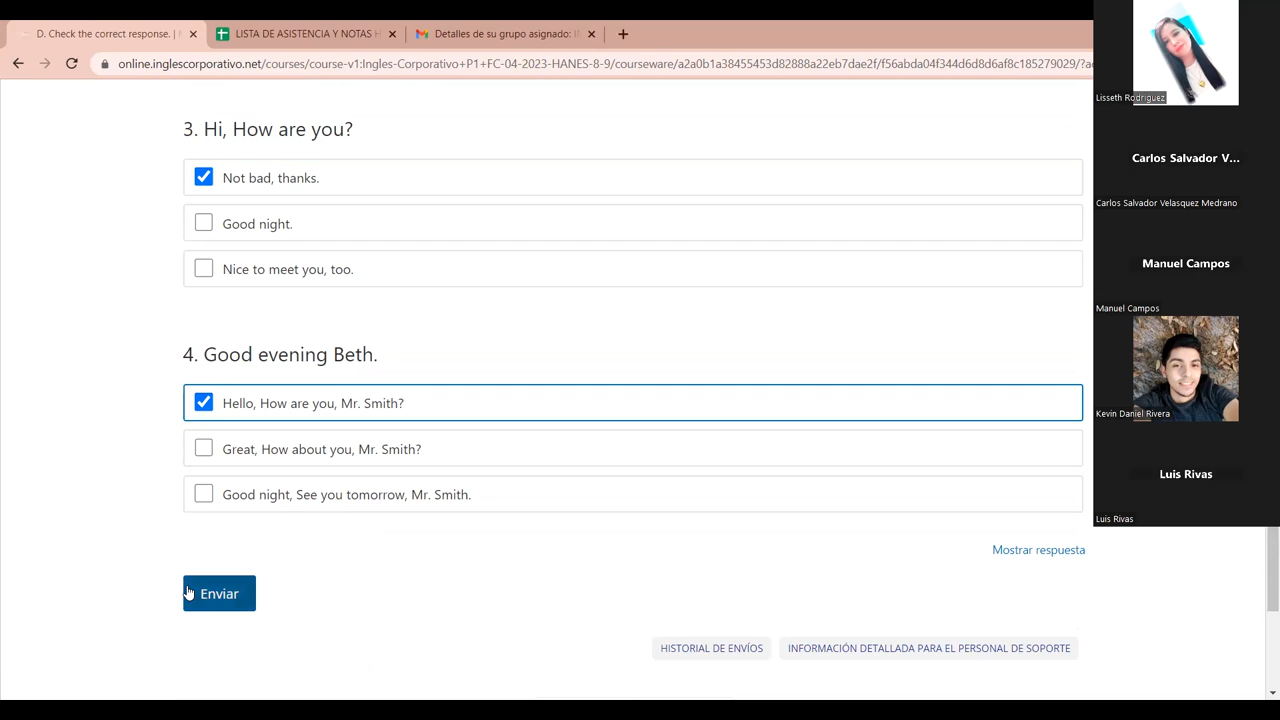 D. Check the correct response. |
LISTA DE ASISTENCIA Y NOTAS H
Detalles de su grupo asignado: I
online.inglescorporativo.net/courses/course-v1:Ingles-Corporativo+P1+FC-04-2023-HANES-8-9/courseware/a2a0b1a38455453d82888a22eb7dae2f/f56abda04f344d6d8d6af8c185279029/?a
3. Hi, How are you?
Not bad, thanks.
Good night.
Nice to meet you, too.
4. Good evening Beth.
Hello, How are you, Mr. Smith?
Great, How about you, Mr. Smith?
Good night, See you tomorrow, Mr. Smith.
Mostrar respuesta
Enviar
HISTORIAL DE ENVÍOS
INFORMACIÓN DETALLADA PARA EL PERSONAL DE SOPORTE
Lisseth Rodriguez
Carlos Salvador V...
Carlos Salvador Velasquez Medrano
Manuel Campos
Manuel Campos
Kevin Daniel Rivera
Luis Rivas
Luis Rivas